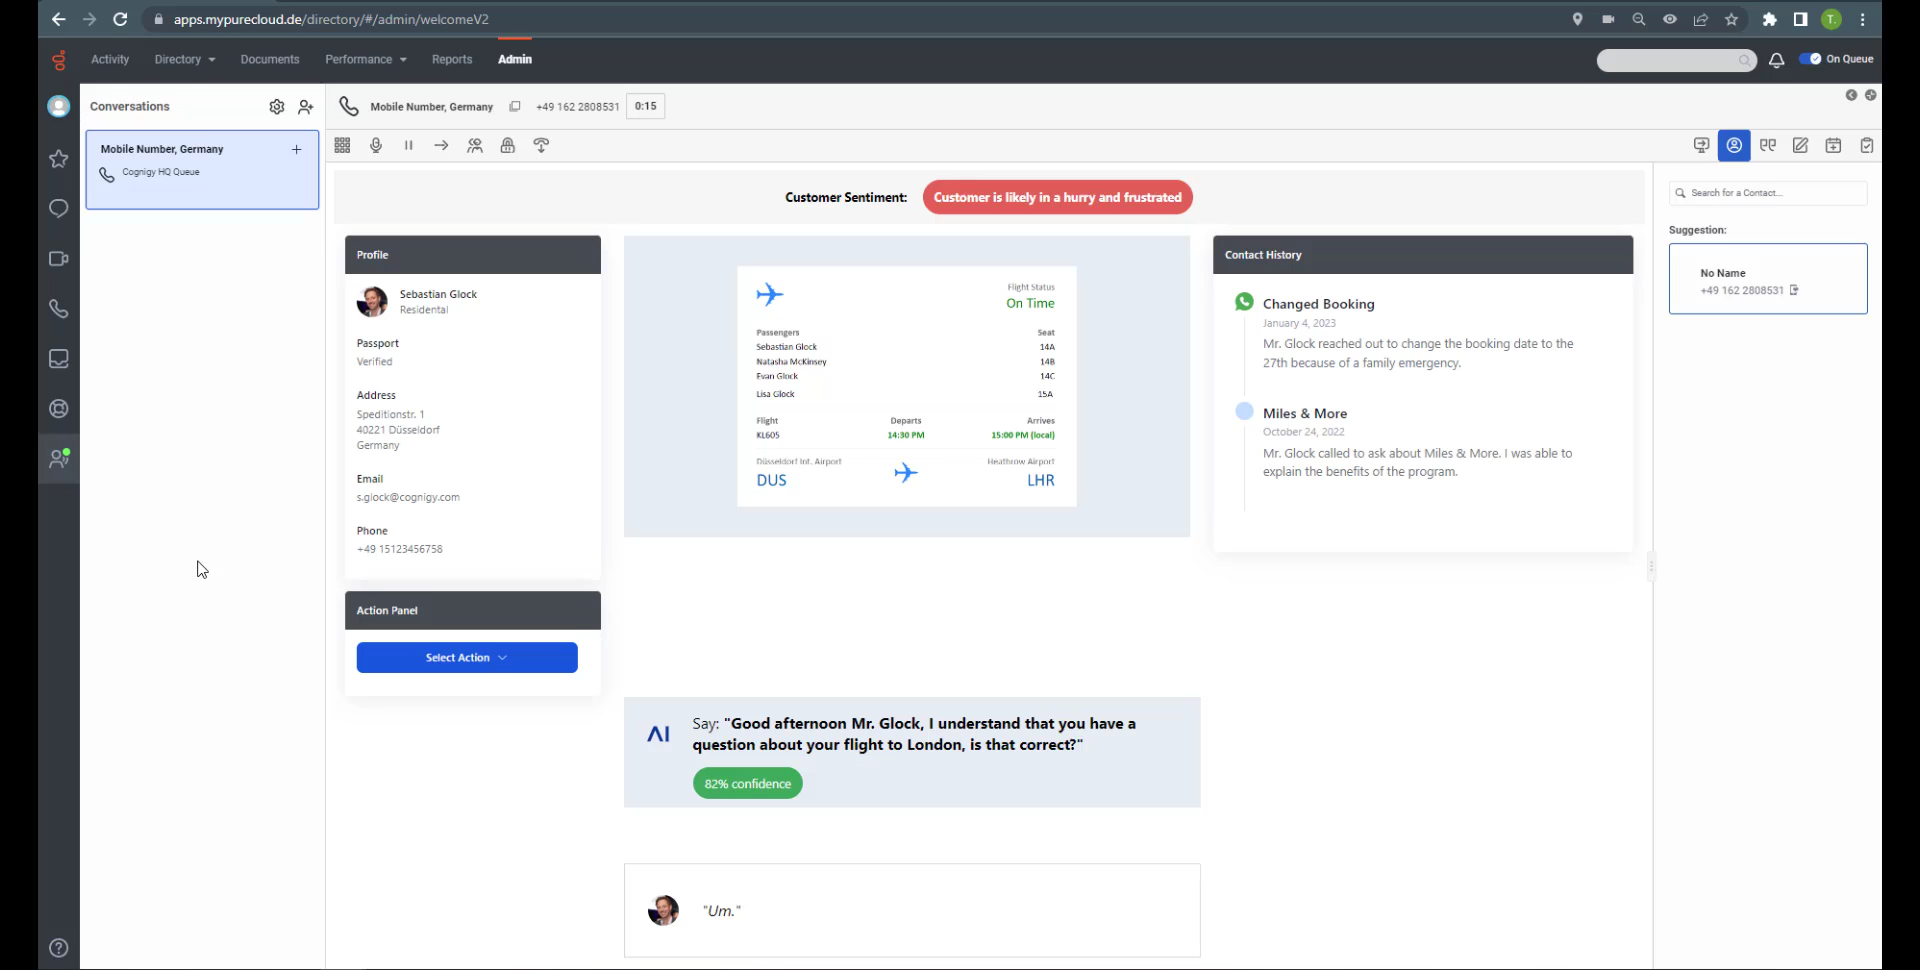 apps.mypurecloud.de/directory/#/admin/welcomeV2
T.
Activity
Directory
Documents
Performance
Reports
Admin
On Queue
Conversations
Mobile Number, Germany
+49 162 2808531
0:15
Mobile Number, Germany
Cognigy HQ Queue
Customer Sentiment:
Customer is likely in a hurry and frustrated
Profile
Sebastian Glock
Residental
Passport
Verified
Address
Speditionstr. 1
40221 Düsseldorf
Germany
Email
s.glock@cognigy.com
Phone
+49 15123456758
Action Panel
Select Action
Flight Status
On Time
Passengers
Seat
Sebastian Glock
14A
Natasha McKinsey
14B
Evan Glock
14C
Lisa Glock
15A
Flight
Departs
Arrives
KL605
14:30 PM
15:00 PM (local)
Düsseldorf Int. Airport
Heathrow Airport
DUS
LHR
AI
Say: "Good afternoon Mr. Glock, I understand that you have a
question about your flight to London, is that correct?"
82% confidence
"Um."
Contact History
Changed Booking
January 4, 2023
Mr. Glock reached out to change the booking date to the
27th because of a family emergency.
Miles & More
October 24, 2022
Mr. Glock called to ask about Miles & More. I was able to
explain the benefits of the program.
Search for a Contact...
Suggestion:
No Name
+49 162 2808531